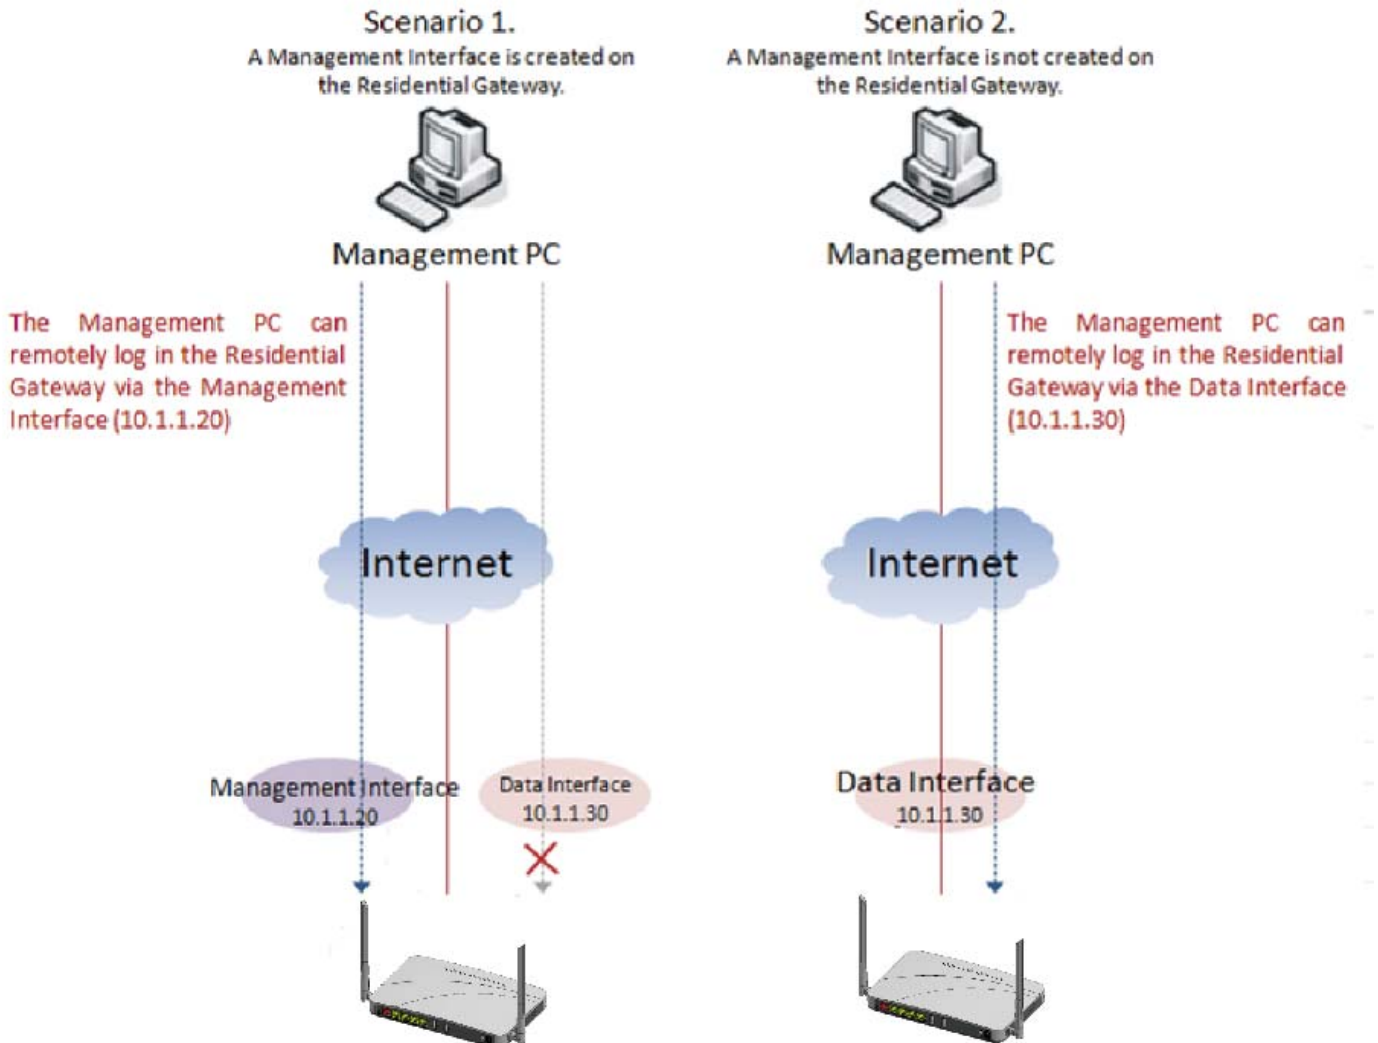 Scenario 1.
A Management Interface is created on
the Residential Gateway.
Management PC
The Management PC can
remotely log in the Residential
Gateway via the Management
Interface (10.1.1.20)
Internet
Management Interface
10.1.1.20
Data Interface
10.1.1.30
Scenario 2.
A Management Interface is not created on
the Residential Gateway.
Management PC
The Management PC can
remotely log in the Residential
Gateway via the Data Interface
(10.1.1.30)
Internet
Data Interface
10.1.1.30